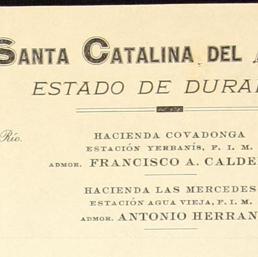 SANTA CATALINA DEL
ESTADO DE DURA
Río.
HACIENDA COVADONGA
ESTACIÓN YERBANÍS, F. I. M.
ADMOR. FRANCISCO A. CALDE
HACIENDA LAS MERCEDES
ESTACIÓN AGUA VIEJA, F. I. M.
ADMOR. ANTONIO HERRAN